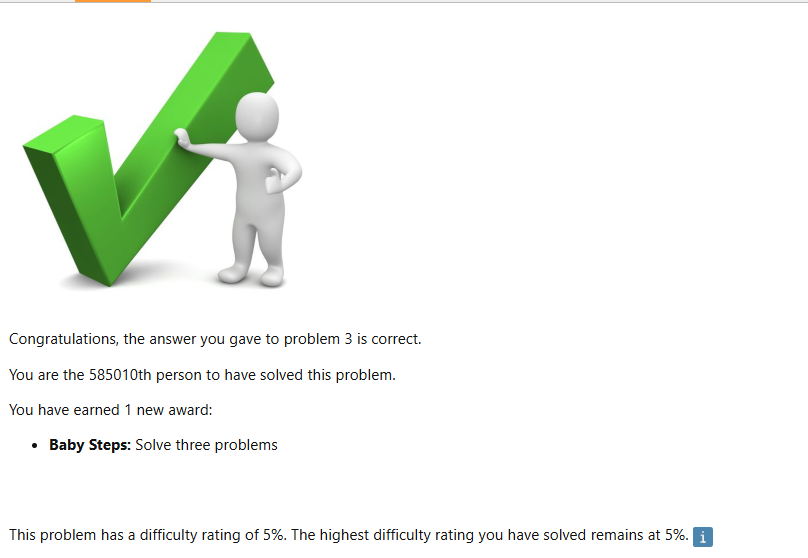 Congratulations, the answer you gave to problem 3 is correct.
You are the 585010th person to have solved this problem.
You have earned 1 new award:
• Baby Steps: Solve three problems
This problem has a difficulty rating of 5%. The highest difficulty rating you have solved remains at 5%. i